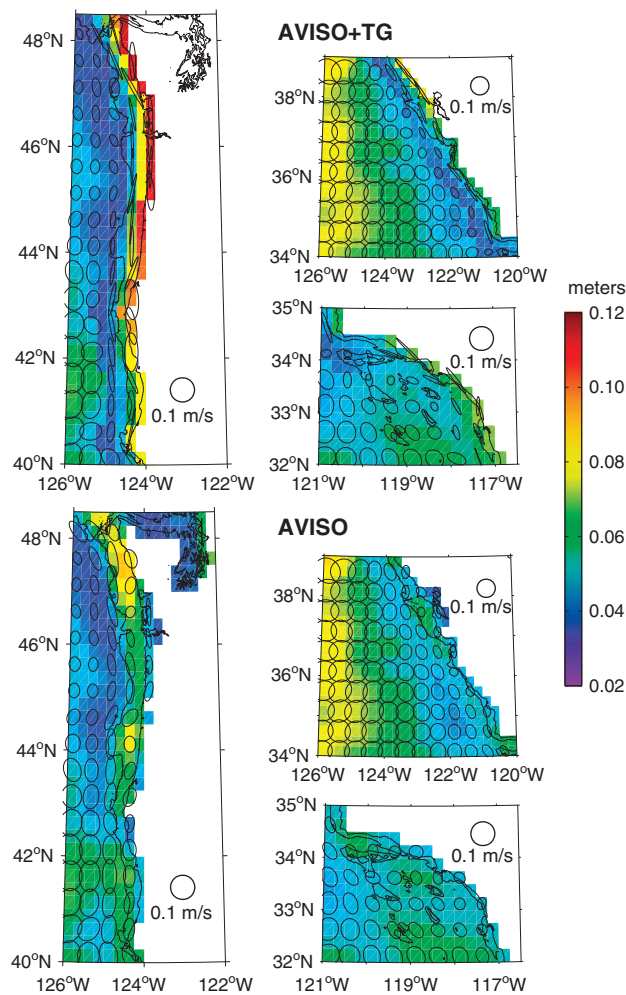 AVISO+TG
48°N
46°N
44°N
42°N
40°N
126°W 124°W 122°W
0.1 m/s
38°N
36°N
34°N
126°W 124°W 122°W 120°W
0.1 m/s
35°N
34°N
33°N
32°N
121°W 119°W 117°W
0.1 m/s
meters
0.12
0.10
0.08
0.06
0.04
0.02
AVISO
48°N
46°N
44°N
42°N
40°N
126°W 124°W 122°W
0.1 m/s
38°N
36°N
34°N
126°W 124°W 122°W 120°W
0.1 m/s
35°N
34°N
33°N
32°N
121°W 119°W 117°W
0.1 m/s